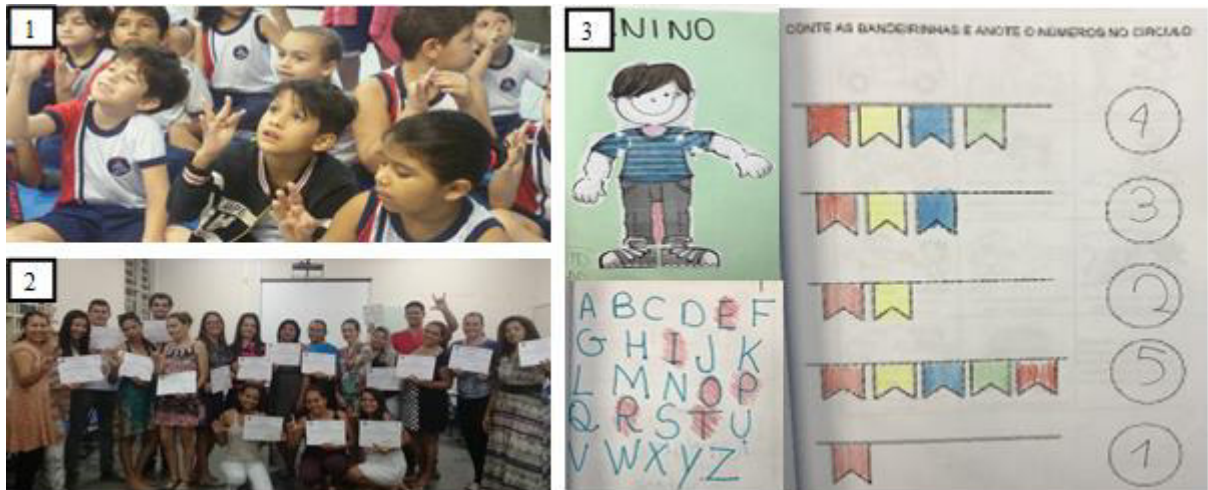 1
2
3
NINO
A B C D E F
G H I J K
L M N O P
Q R S T U
V W X Y Z
CONTE AS BANDEIRINHAS E ANOTE O NÚMEROS NO CÍRCULO
4
3
2
5
1